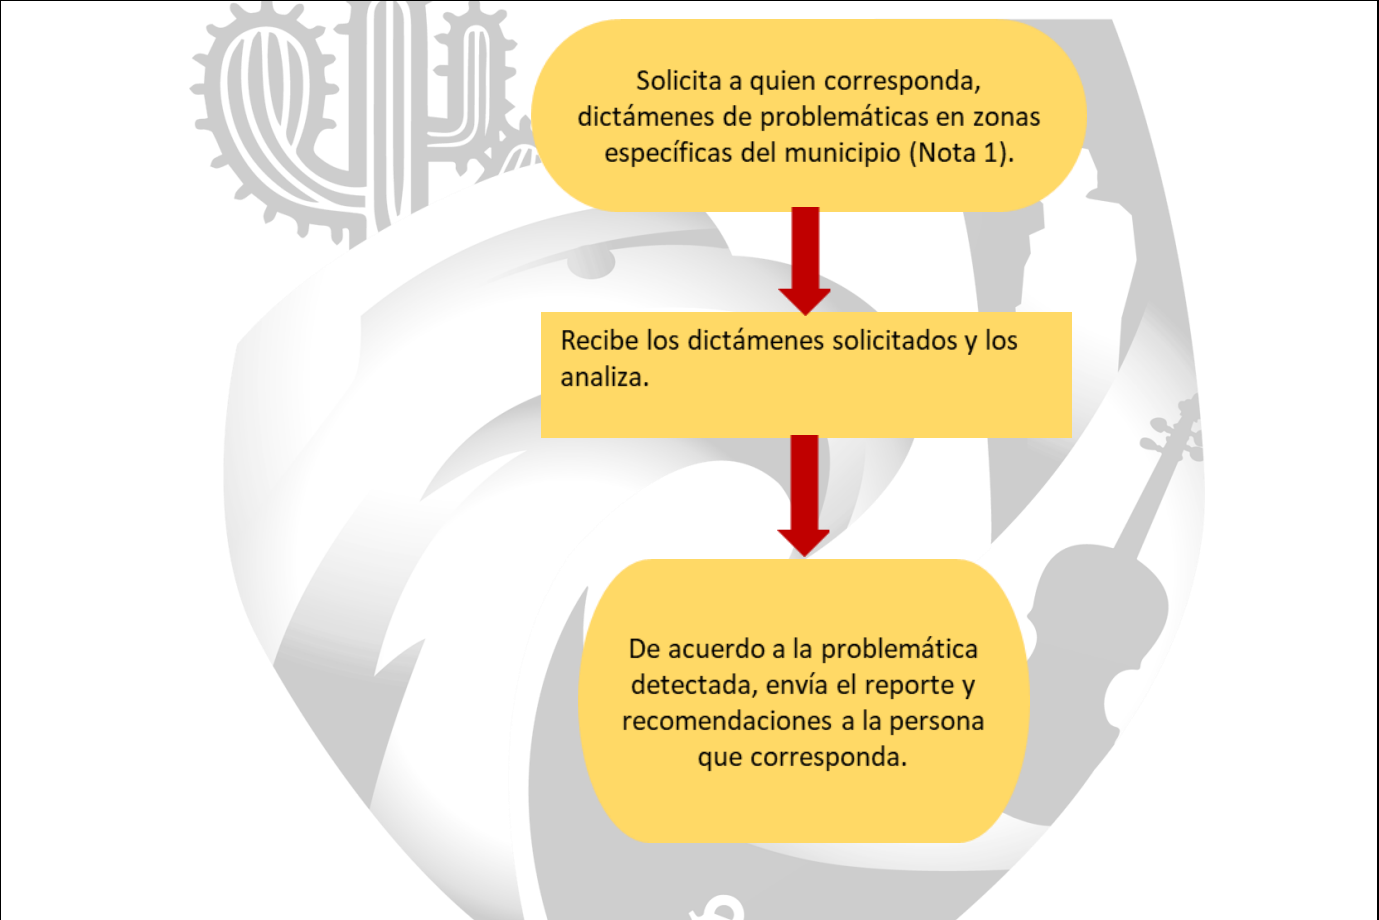 Solicita a quien corresponda,
dictámenes de problemáticas en zonas
específicas del municipio (Nota 1).
Recibe los dictámenes solicitados y los
analiza.
De acuerdo a la problemática
detectada, envía el reporte y
recomendaciones a la persona
que corresponda.